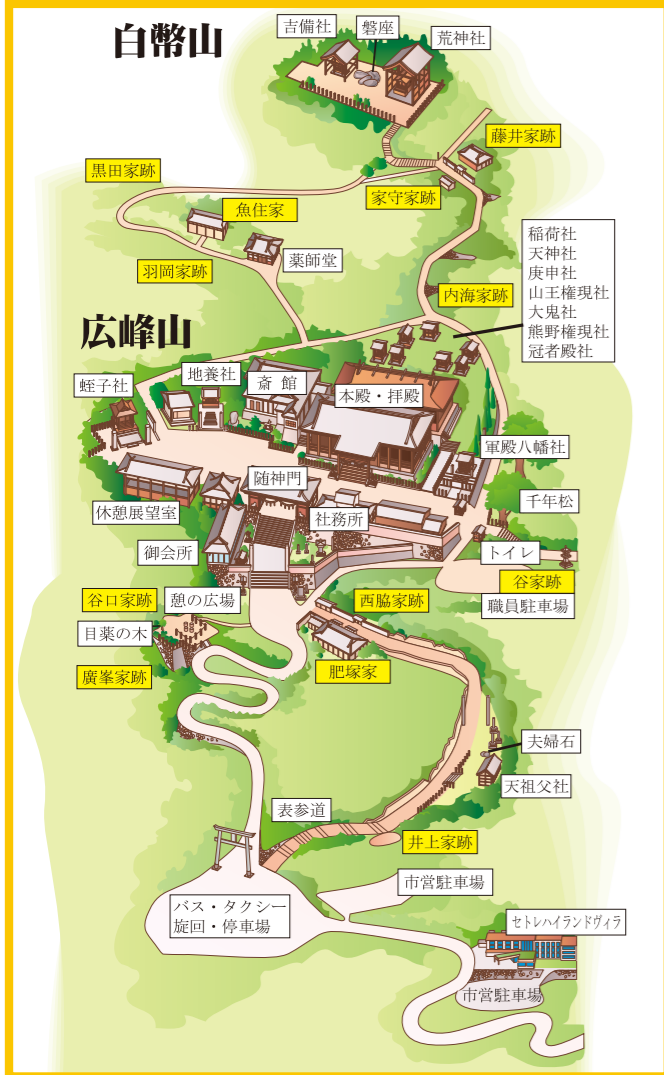 白幣山
吉備社
磐座
荒神社
藤井家跡
黒田家跡
家守家跡
魚住家
羽岡家跡
薬師堂
内海家跡
稲荷社
天神社
庚申社
山王権現社
大鬼社
熊野権現社
冠者殿社
広峰山
蛭子社
地養社
斎館
本殿・拝殿
軍殿八幡社
随神門
千年松
休憩展望室
社務所
御会所
トイレ
谷口家跡
憩の広場
西脇家跡
谷家跡
職員駐車場
目薬の木
廣峯家跡
肥塚家
夫婦石
天祖父社
表参道
井上家跡
市営駐車場
バス・タクシー
旋回・停車場
セトレハイランドヴィラ
市営駐車場